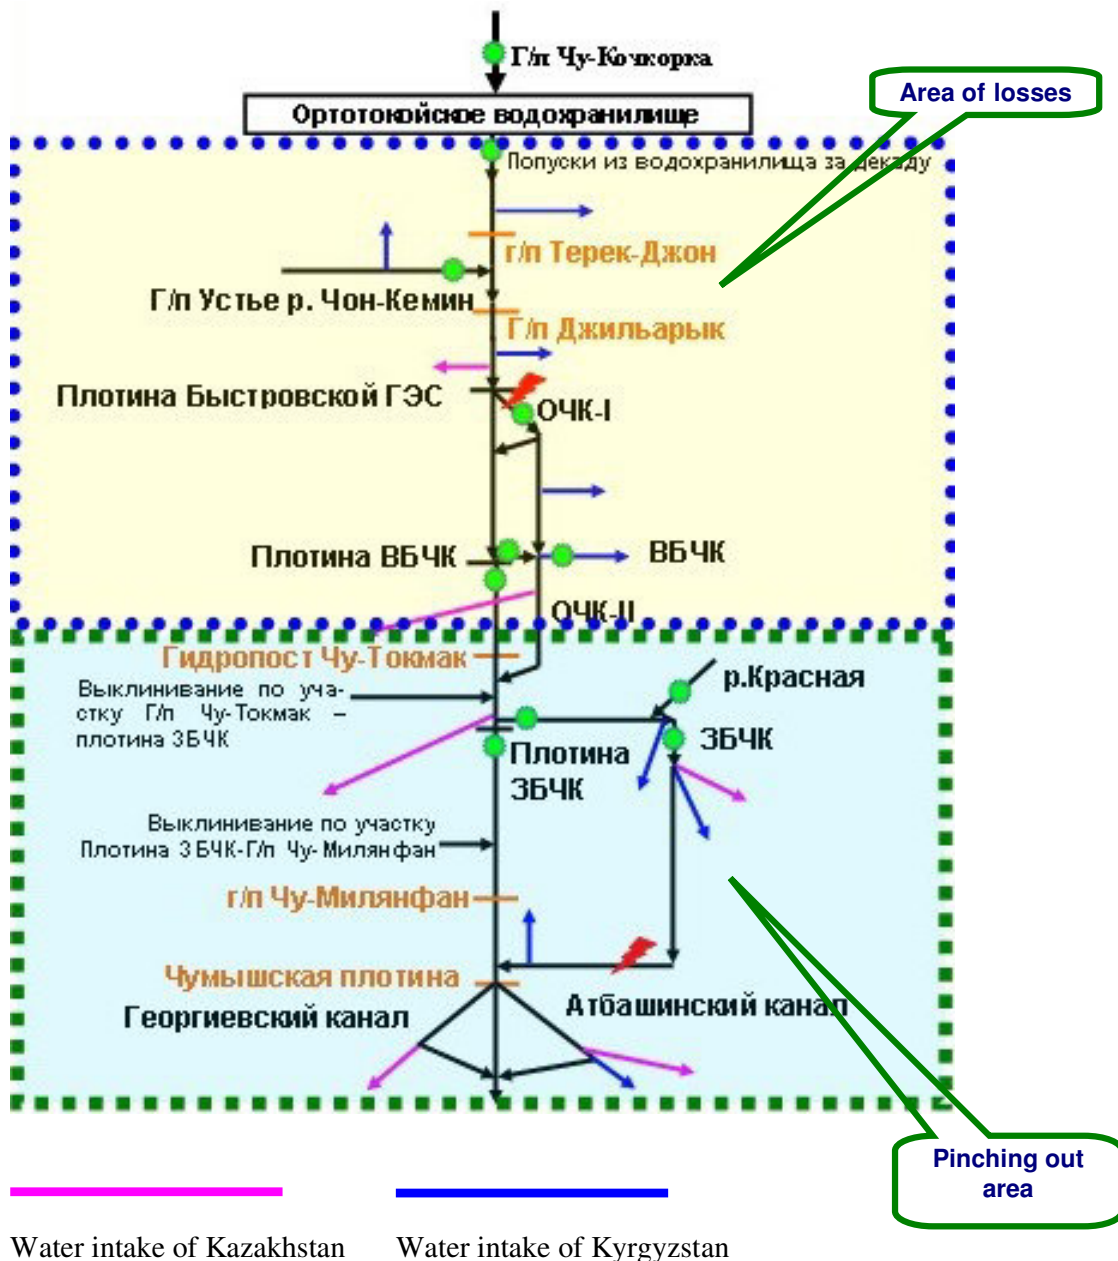 Г/п Чу-Кочкорка
Area of losses
Ортотокойское водохранилище
Попуски из водохранилища за декаду
г/п Терек-Джон
Г/п Устье р. Чон-Кемин
Г/п Джильарык
Плотина Быстровской ГЭС
ОЧК-I
Плотина ВБЧК
ВБЧК
ОЧК-II
Гидропост Чу-Токмак
р.Красная
Выклинивание по уча-
стку Г/п Чу-Токмак –
плотина ЗБЧК
ЗБЧК
Плотина
ЗБЧК
Выклинивание по участку
Плотина ЗБЧК-Г/п Чу-Милянфан
г/п Чу-Милянфан
Чумышская плотина
Георгиевский канал
Атбашинский канал
Pinching out
area
Water intake of Kazakhstan
Water intake of Kyrgyzstan